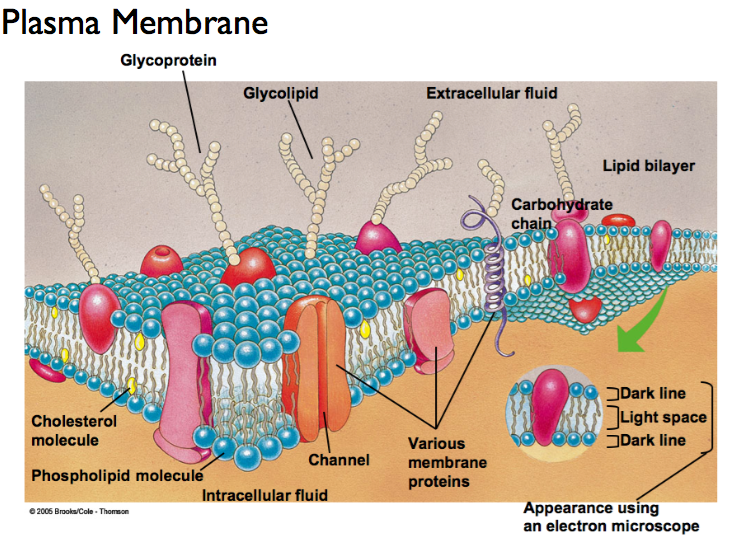 Plasma Membrane
Glycoprotein
Glycolipid
Extracellular fluid
Lipid bilayer
Carbohydrate
chain
Cholesterol
molecule
Phospholipid molecule
Intracellular fluid
Channel
Various
membrane
proteins
Dark line
Light space
Dark line
Appearance using
an electron microscope
© 2005 Brooks/Cole - Thomson